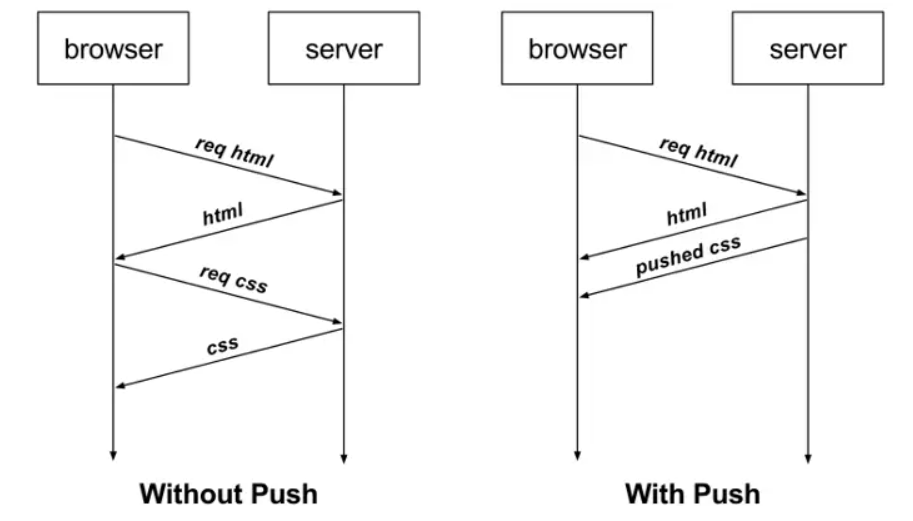 browser
server
req html
html
req css
css
Without Push
browser
server
req html
html
pushed css
With Push